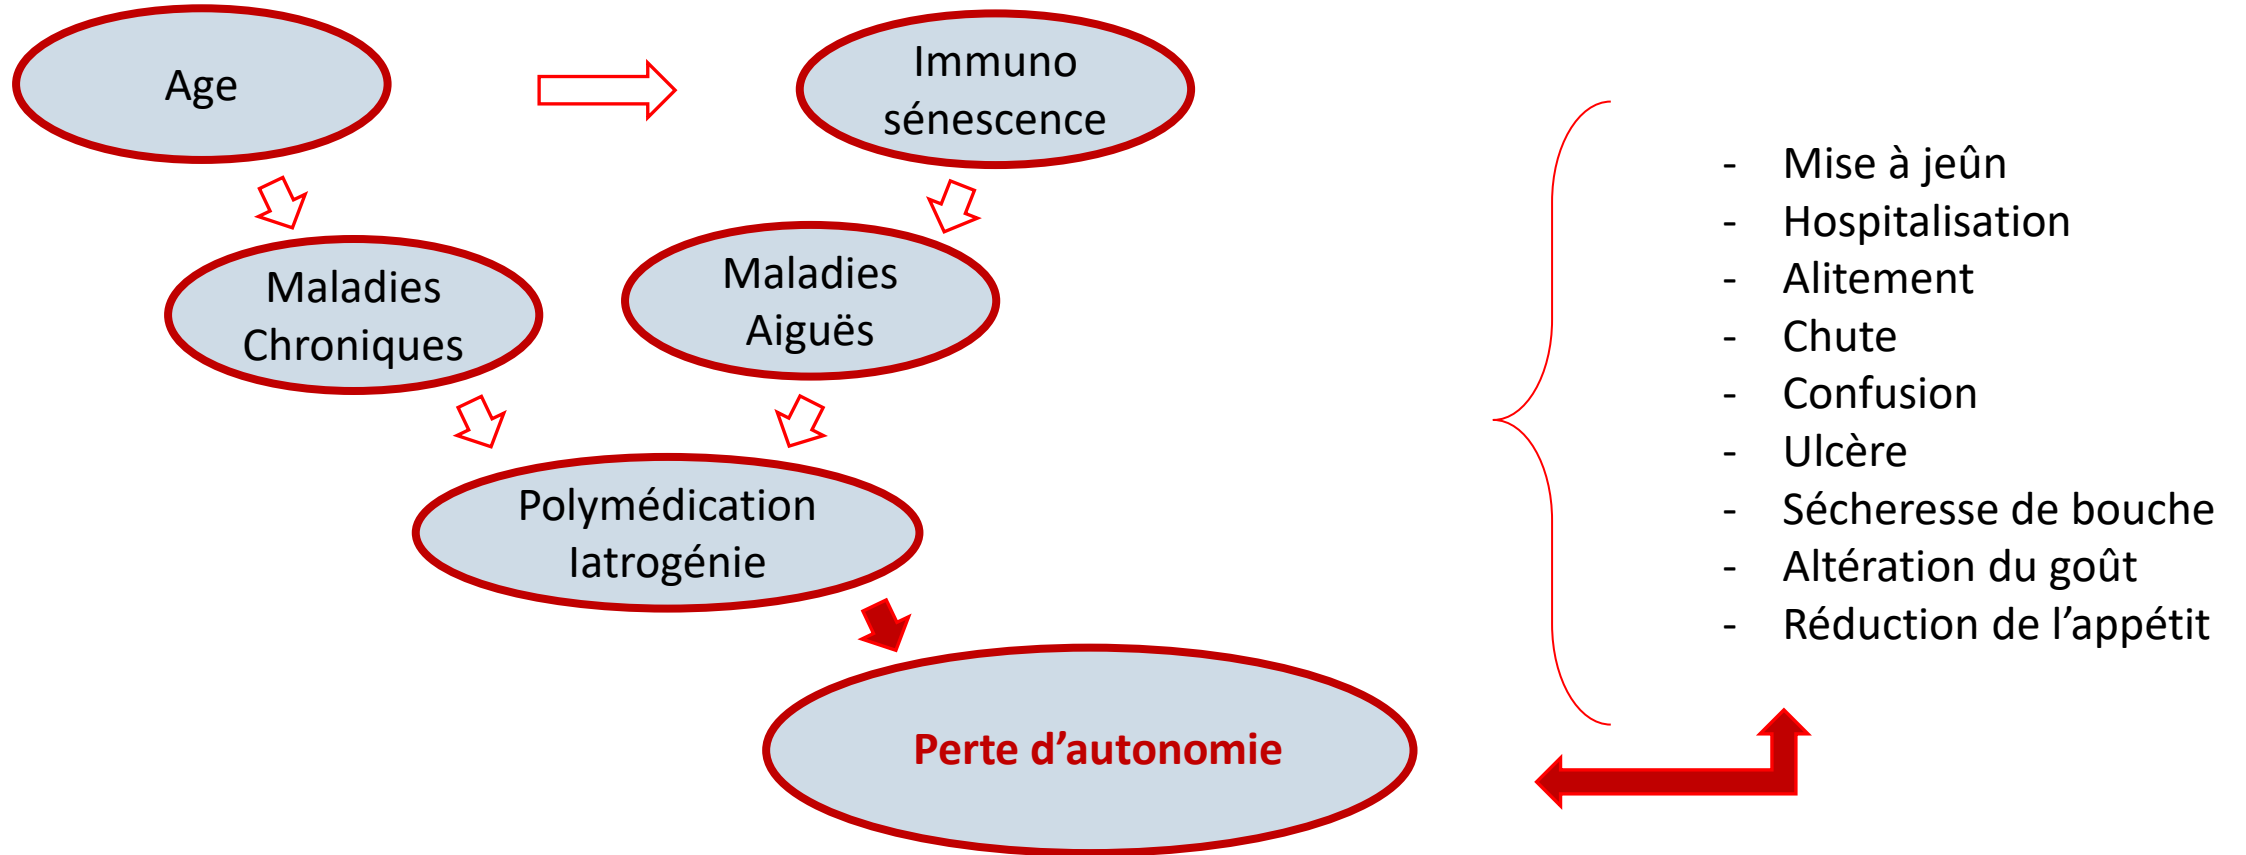 Age
Immuno
sénescence
Maladies
Chroniques
Maladies
Aiguës
Polymédication
Iatrogénie
Perte d’autonomie
- Mise à jeûn
- Hospitalisation
- Alitement
- Chute
- Confusion
- Ulcère
- Sécheresse de bouche
- Altération du goût
- Réduction de l’appétit